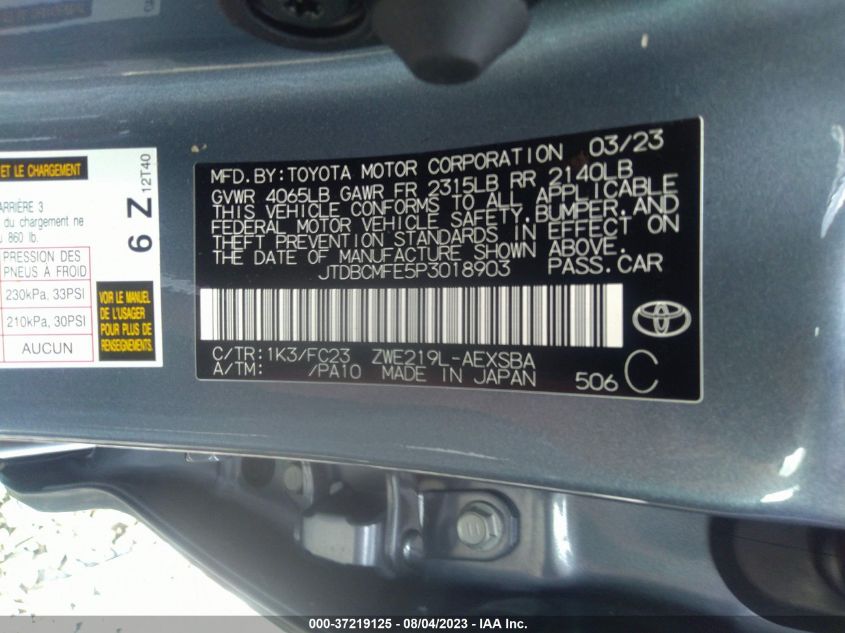 ET LE CHARGEMENT
ARRIÈRE 3
du chargement ne
860 lb.
PRESSION DES
PNEUS A FROID
230kPa, 33PSI
210kPa, 30PSI
AUCUN
VOIR LE MANUEL
DE L'USAGER
POUR PLUS DE
RENSEIGNEMENTS.
6 Z 12T40
MFD. BY: TOYOTA MOTOR CORPORATION 03/23
GVWR 4065LB GAWR FR 2315LB RR 2140LB
THIS VEHICLE CONFORMS TO ALL APPLICABLE
FEDERAL MOTOR VEHICLE SAFETY, BUMPER, AND
THEFT PREVENTION STANDARDS IN EFFECT ON
THE DATE OF MANUFACTURE SHOWN ABOVE.
JTDBCMFE5P3018903 PASS.CAR
C/TR: 1K3/FC23 ZWE219L-AEXSBA
A/TM: /PA10 MADE IN JAPAN 506 C
000-37219125 - 08/04/2023 - IAA Inc.